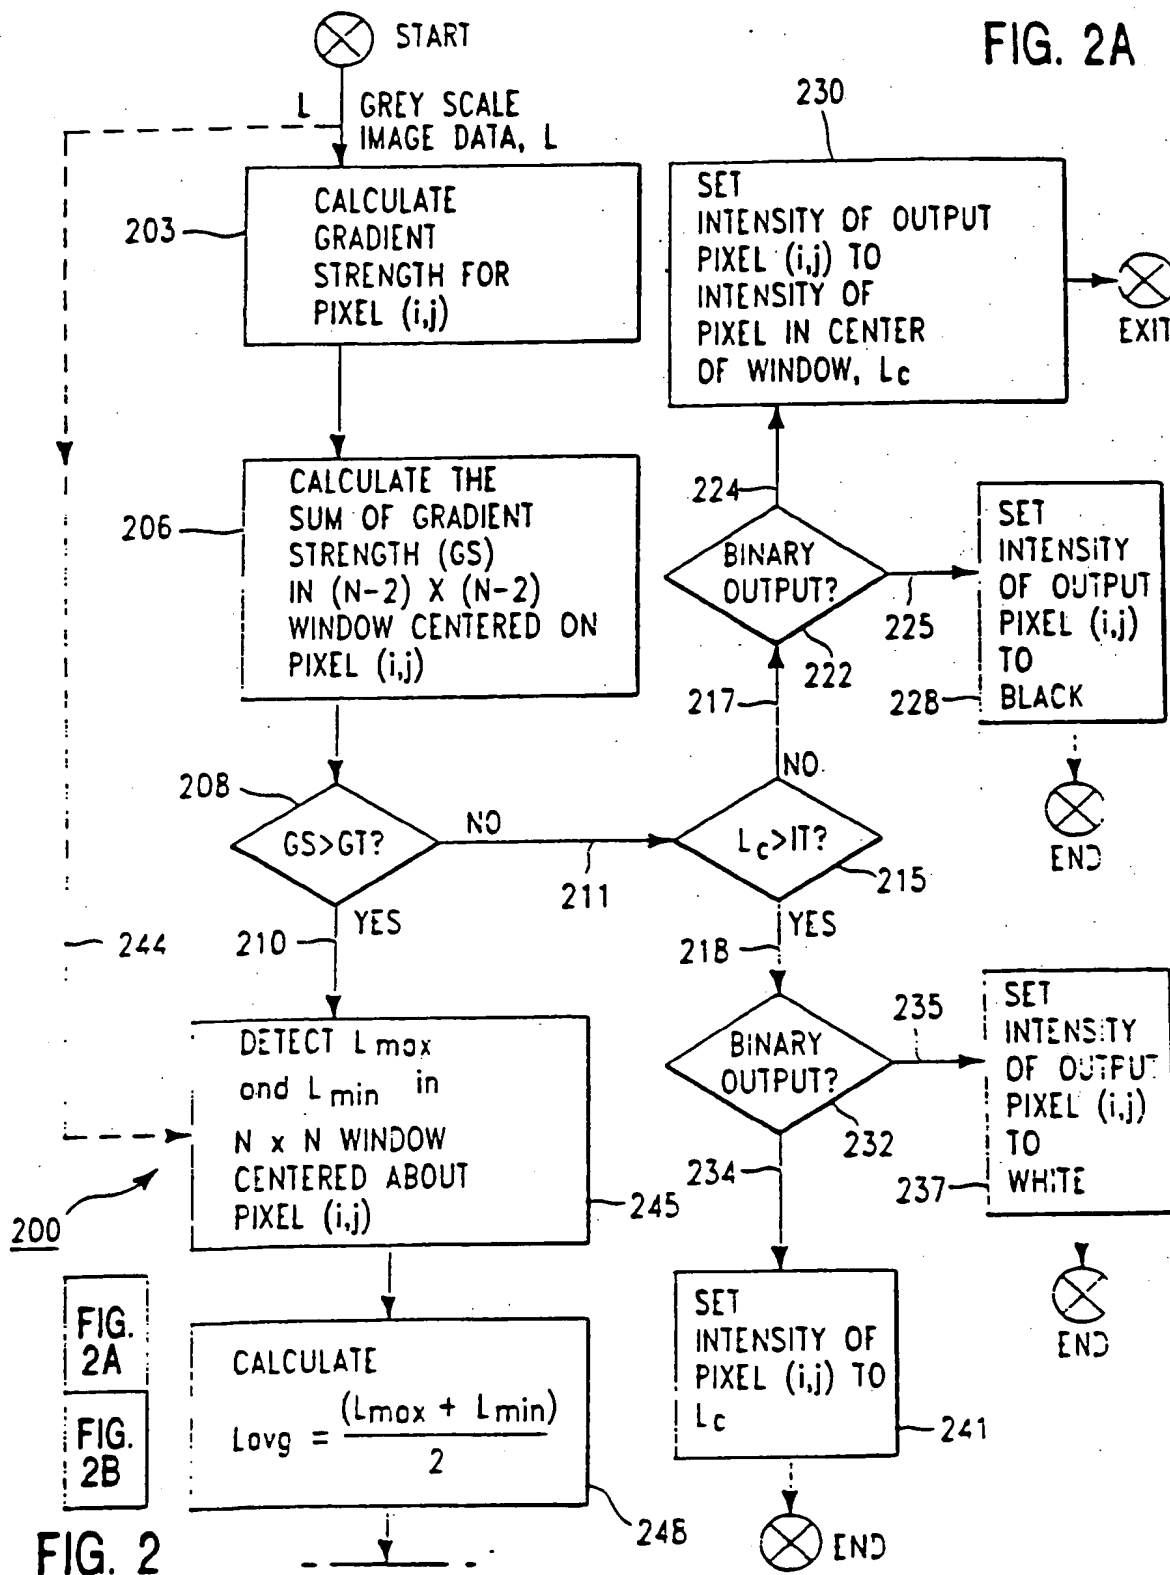 START
FIG. 2A
L
GREY SCALE
IMAGE DATA, L
203
CALCULATE
GRADIENT
STRENGTH FOR
PIXEL (i,j)
206
CALCULATE THE
SUM OF GRADIENT
STRENGTH (GS)
IN (N-2) X (N-2)
WINDOW CENTERED ON
PIXEL (i,j)
208
GS>GT?
NO
211
YES
210
244
DETECT Lmax
and Lmin in
N x N WINDOW
CENTERED ABOUT
PIXEL (i,j)
245
200
CALCULATE
Lavg = (Lmax + Lmin)
2
248
FIG.
2A
FIG.
2B
FIG. 2
230
SET
INTENSITY OF OUTPUT
PIXEL (i,j) TO
INTENSITY OF
PIXEL IN CENTER
OF WINDOW, Lc
EXIT
224
BINARY
OUTPUT?
222
225
SET
INTENSITY
OF OUTPUT
PIXEL (i,j)
TO
BLACK
228
END
217
NO
Lc>IT?
215
YES
218
BINARY
OUTPUT?
232
235
SET
INTENSITY
OF OUTPUT
PIXEL (i,j)
TO
WHITE
237
END
234
SET
INTENSITY OF
PIXEL (i,j) TO
Lc
241
END